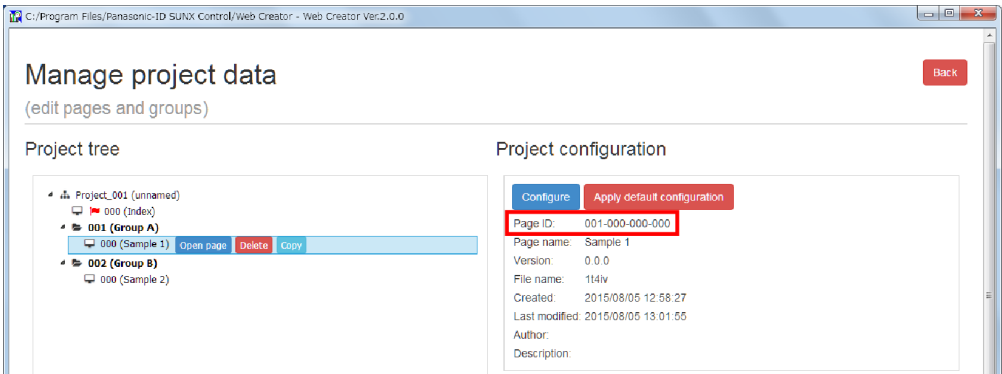 C:/Program Files/Panasonic-ID SUNX Control/Web Creator - Web Creator Ver.2.0.0
Manage project data
Back
(edit pages and groups)
Project tree
Project_001 (unnamed)
000 (Index)
001 (Group A)
000 (Sample 1) Open page Delete Copy
002 (Group B)
000 (Sample 2)
Project configuration
Configure Apply default configuration
Page ID: 001-000-000-000
Page name: Sample 1
Version: 0.0.0
File name: 1t4iv
Created: 2015/08/05 12:58:27
Last modified: 2015/08/05 13:01:55
Author:
Description: